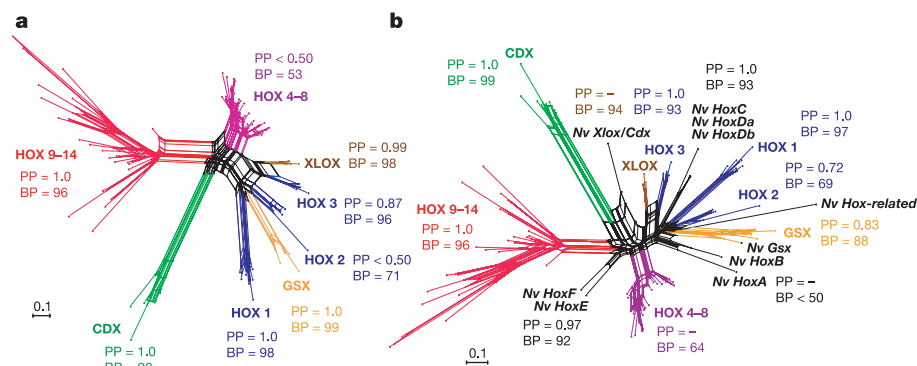 a
PP < 0.50
BP = 53
HOX 4–8
HOX 9–14
PP = 1.0
BP = 96
PP = 0.99
XLOX
BP = 98
HOX 3
PP = 0.87
BP = 96
HOX 2
PP < 0.50
BP = 71
GSX
PP = 1.0
BP = 99
HOX 1
PP = 1.0
BP = 98
CDX
PP = 1.0
0.1
b
CDX
PP = 1.0
BP = 99
PP = –
BP = 94
PP = 1.0
BP = 93
PP = 1.0
BP = 93
Nv HoxC
Nv HoxDa
Nv HoxDb
Nv Xlox/Cdx
HOX 3
XLOX
PP = 1.0
BP = 97
HOX 1
PP = 0.72
BP = 69
HOX 2
Nv Hox-related
GSX
PP = 0.83
BP = 88
Nv Gsx
Nv HoxB
Nv HoxA
PP = –
BP < 50
HOX 9–14
PP = 1.0
BP = 96
Nv HoxF
Nv HoxE
PP = 0.97
BP = 92
HOX 4–8
PP = –
BP = 64
0.1